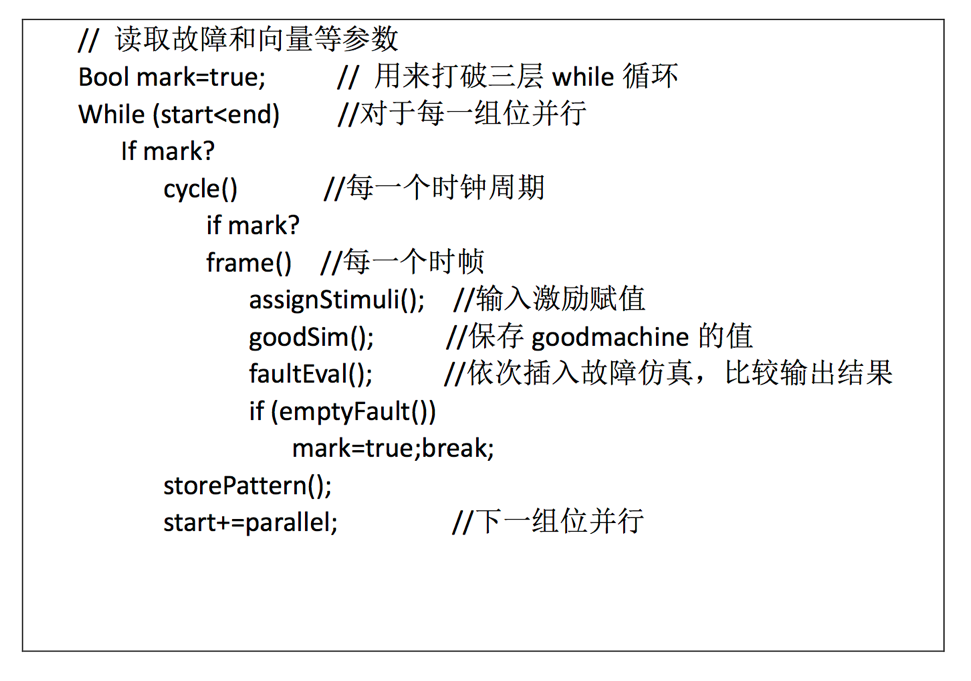 // 读取故障和向量等参数
Bool mark=true; // 用来打破三层 while 循环
While (start<end) //对于每一组位并行
If mark?
cycle() //每一个时钟周期
if mark?
frame() //每一个时帧
assignStimuli(); //输入激励赋值
goodSim(); //保存 goodmachine 的值
faultEval(); //依次插入故障仿真，比较输出结果
if (emptyFault())
mark=true;break;
storePattern();
start+=parallel; //下一组位并行